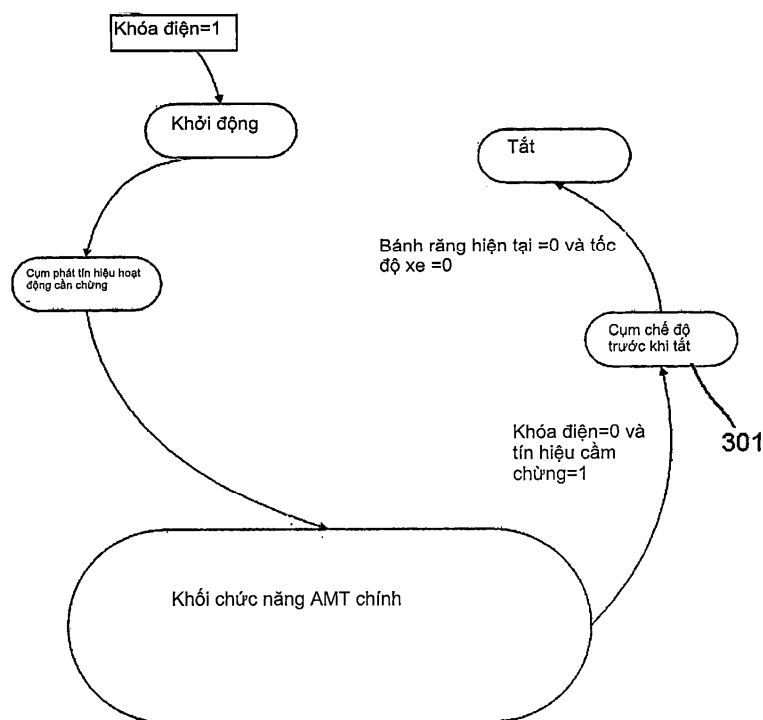 Khóa điện=1
Khởi động
Tắt
Bánh răng hiện tại =0 và tốc
độ xe =0
Cụm phát tín hiệu hoạt
động cần chừng
Cụm chế độ
trước khi tắt
301
Khóa điện=0 và
tín hiệu cầm
chừng=1
Khối chức năng AMT chính